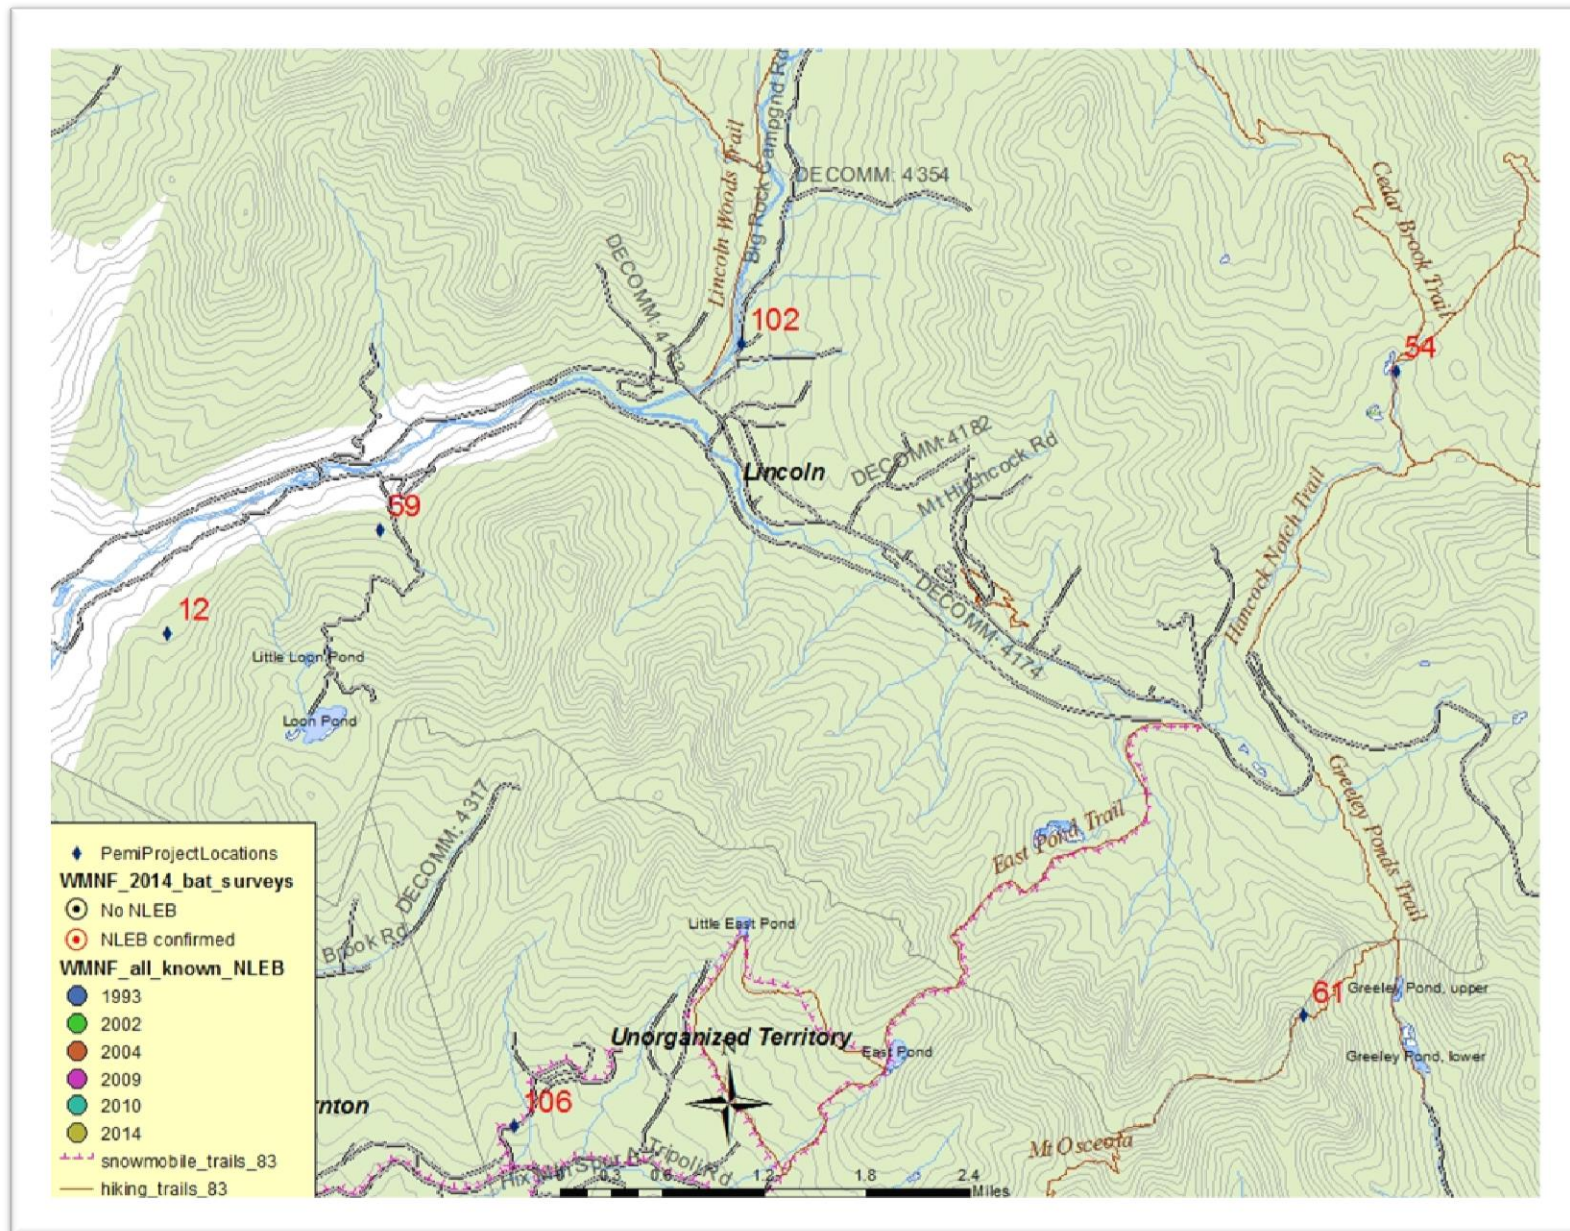 Big Rock Campgnd Rd
Lincoln Woods Trail
DECOMM: 4354
Cedar Brook Trail
102
54
Lincoln
DECOMM:4182
Mt Hitchcock Rd
59
Hancock Notch Trail
12
DECOMM: 4174
Little Loon Pond
Loon Pond
DECOMM: 4317
East Pond Trail
Greeley Ponds Trail
Little East Pond
Brook Rd
61
Greeley Pond, upper
Unorganized Territory
East Pond
Greeley Pond, lower
N
106
rnton
Mt Osceola
Tripoli Rd
0.3 0.6 1.2 1.8 2.4
Miles
PemiProjectLocations
WMNF_2014_bat_surveys
No NLEB
NLEB confirmed
WMNF_all_known_NLEB
1993
2002
2004
2009
2010
2014
snowmobile_trails_83
hiking_trails_83